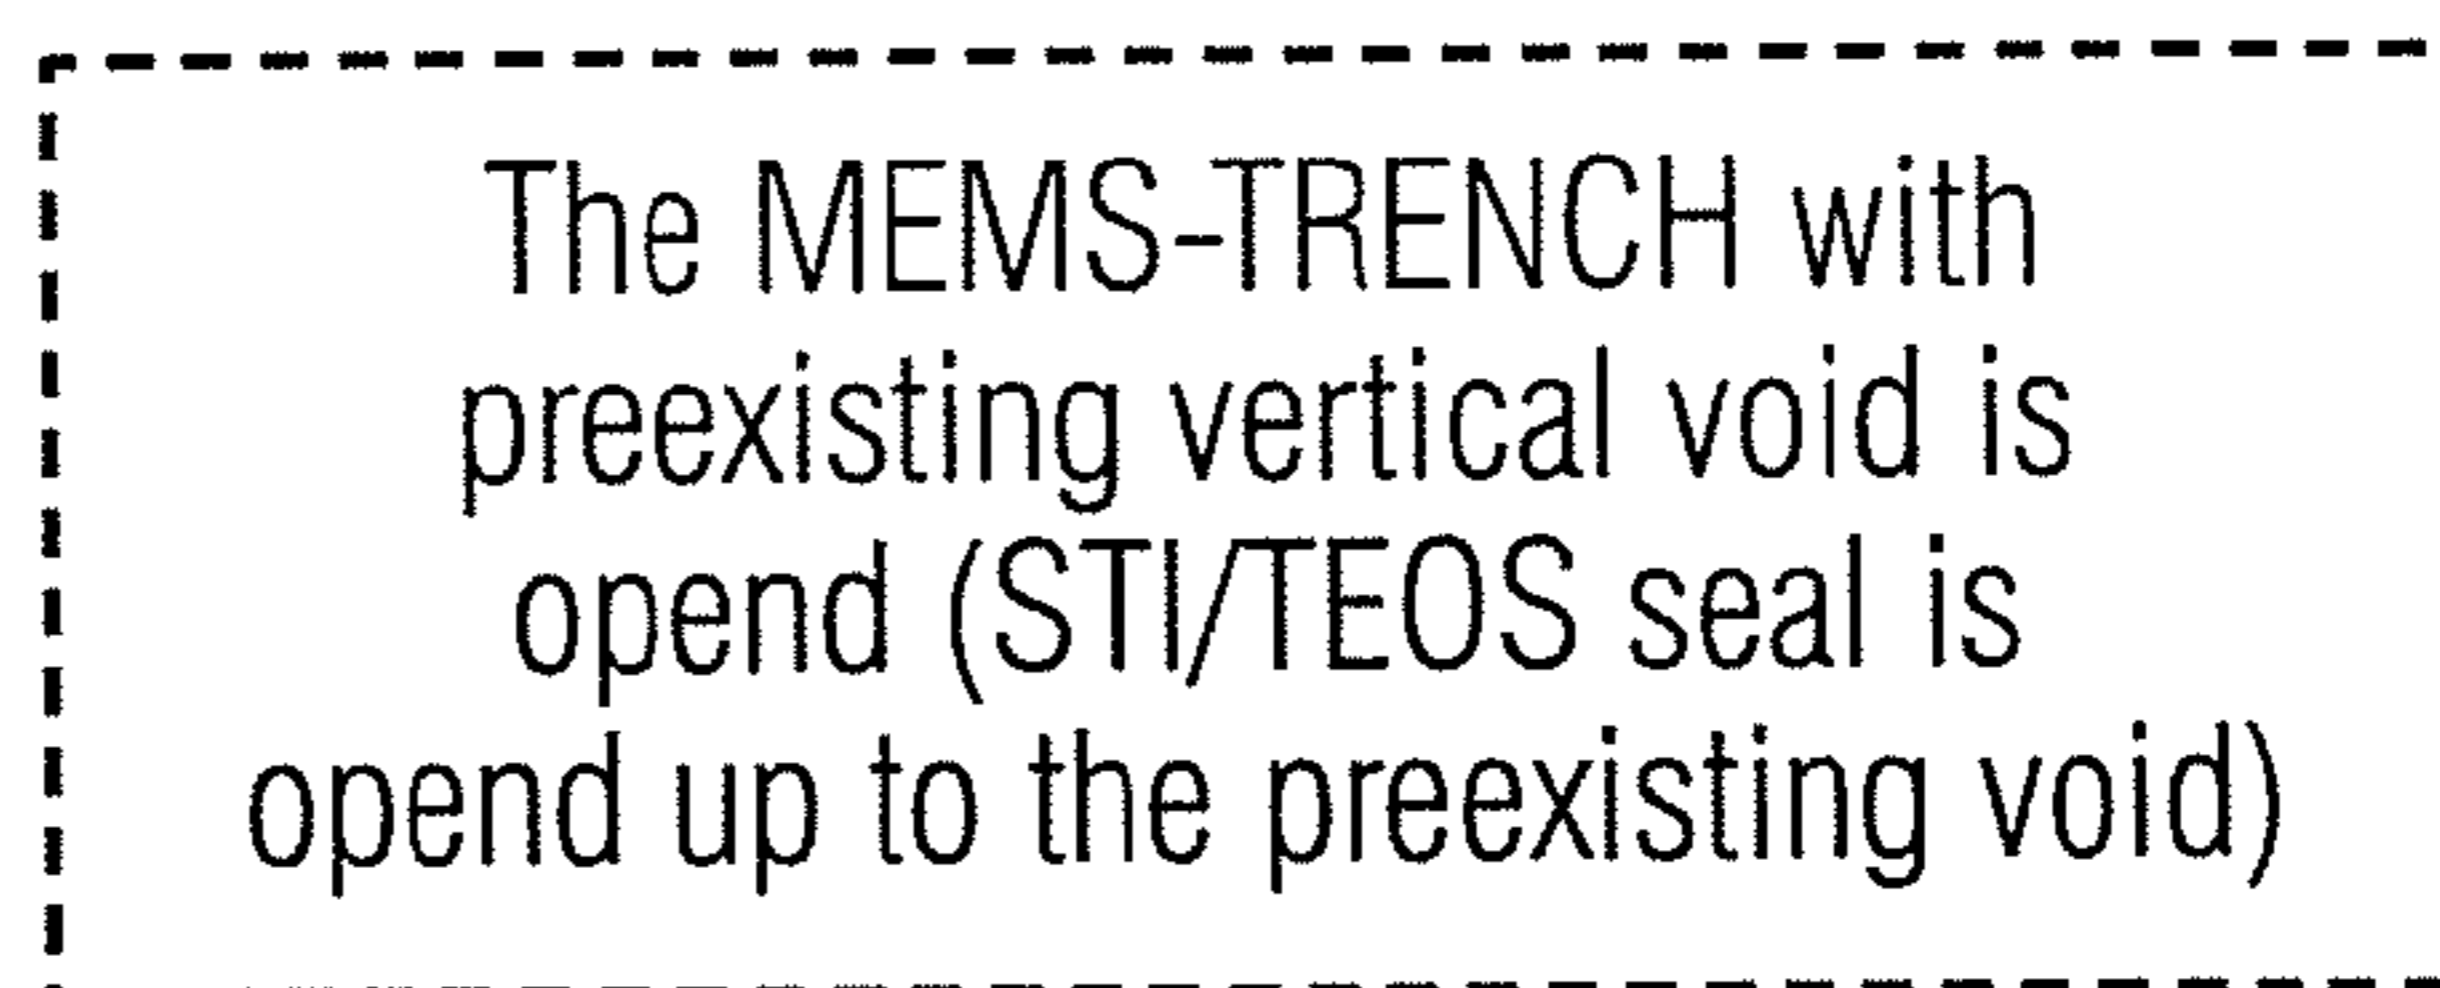 The MEMS-TRENCH with
preexisting vertical void is
opend (STI/TEOS seal is
opend up to the preexisting void)